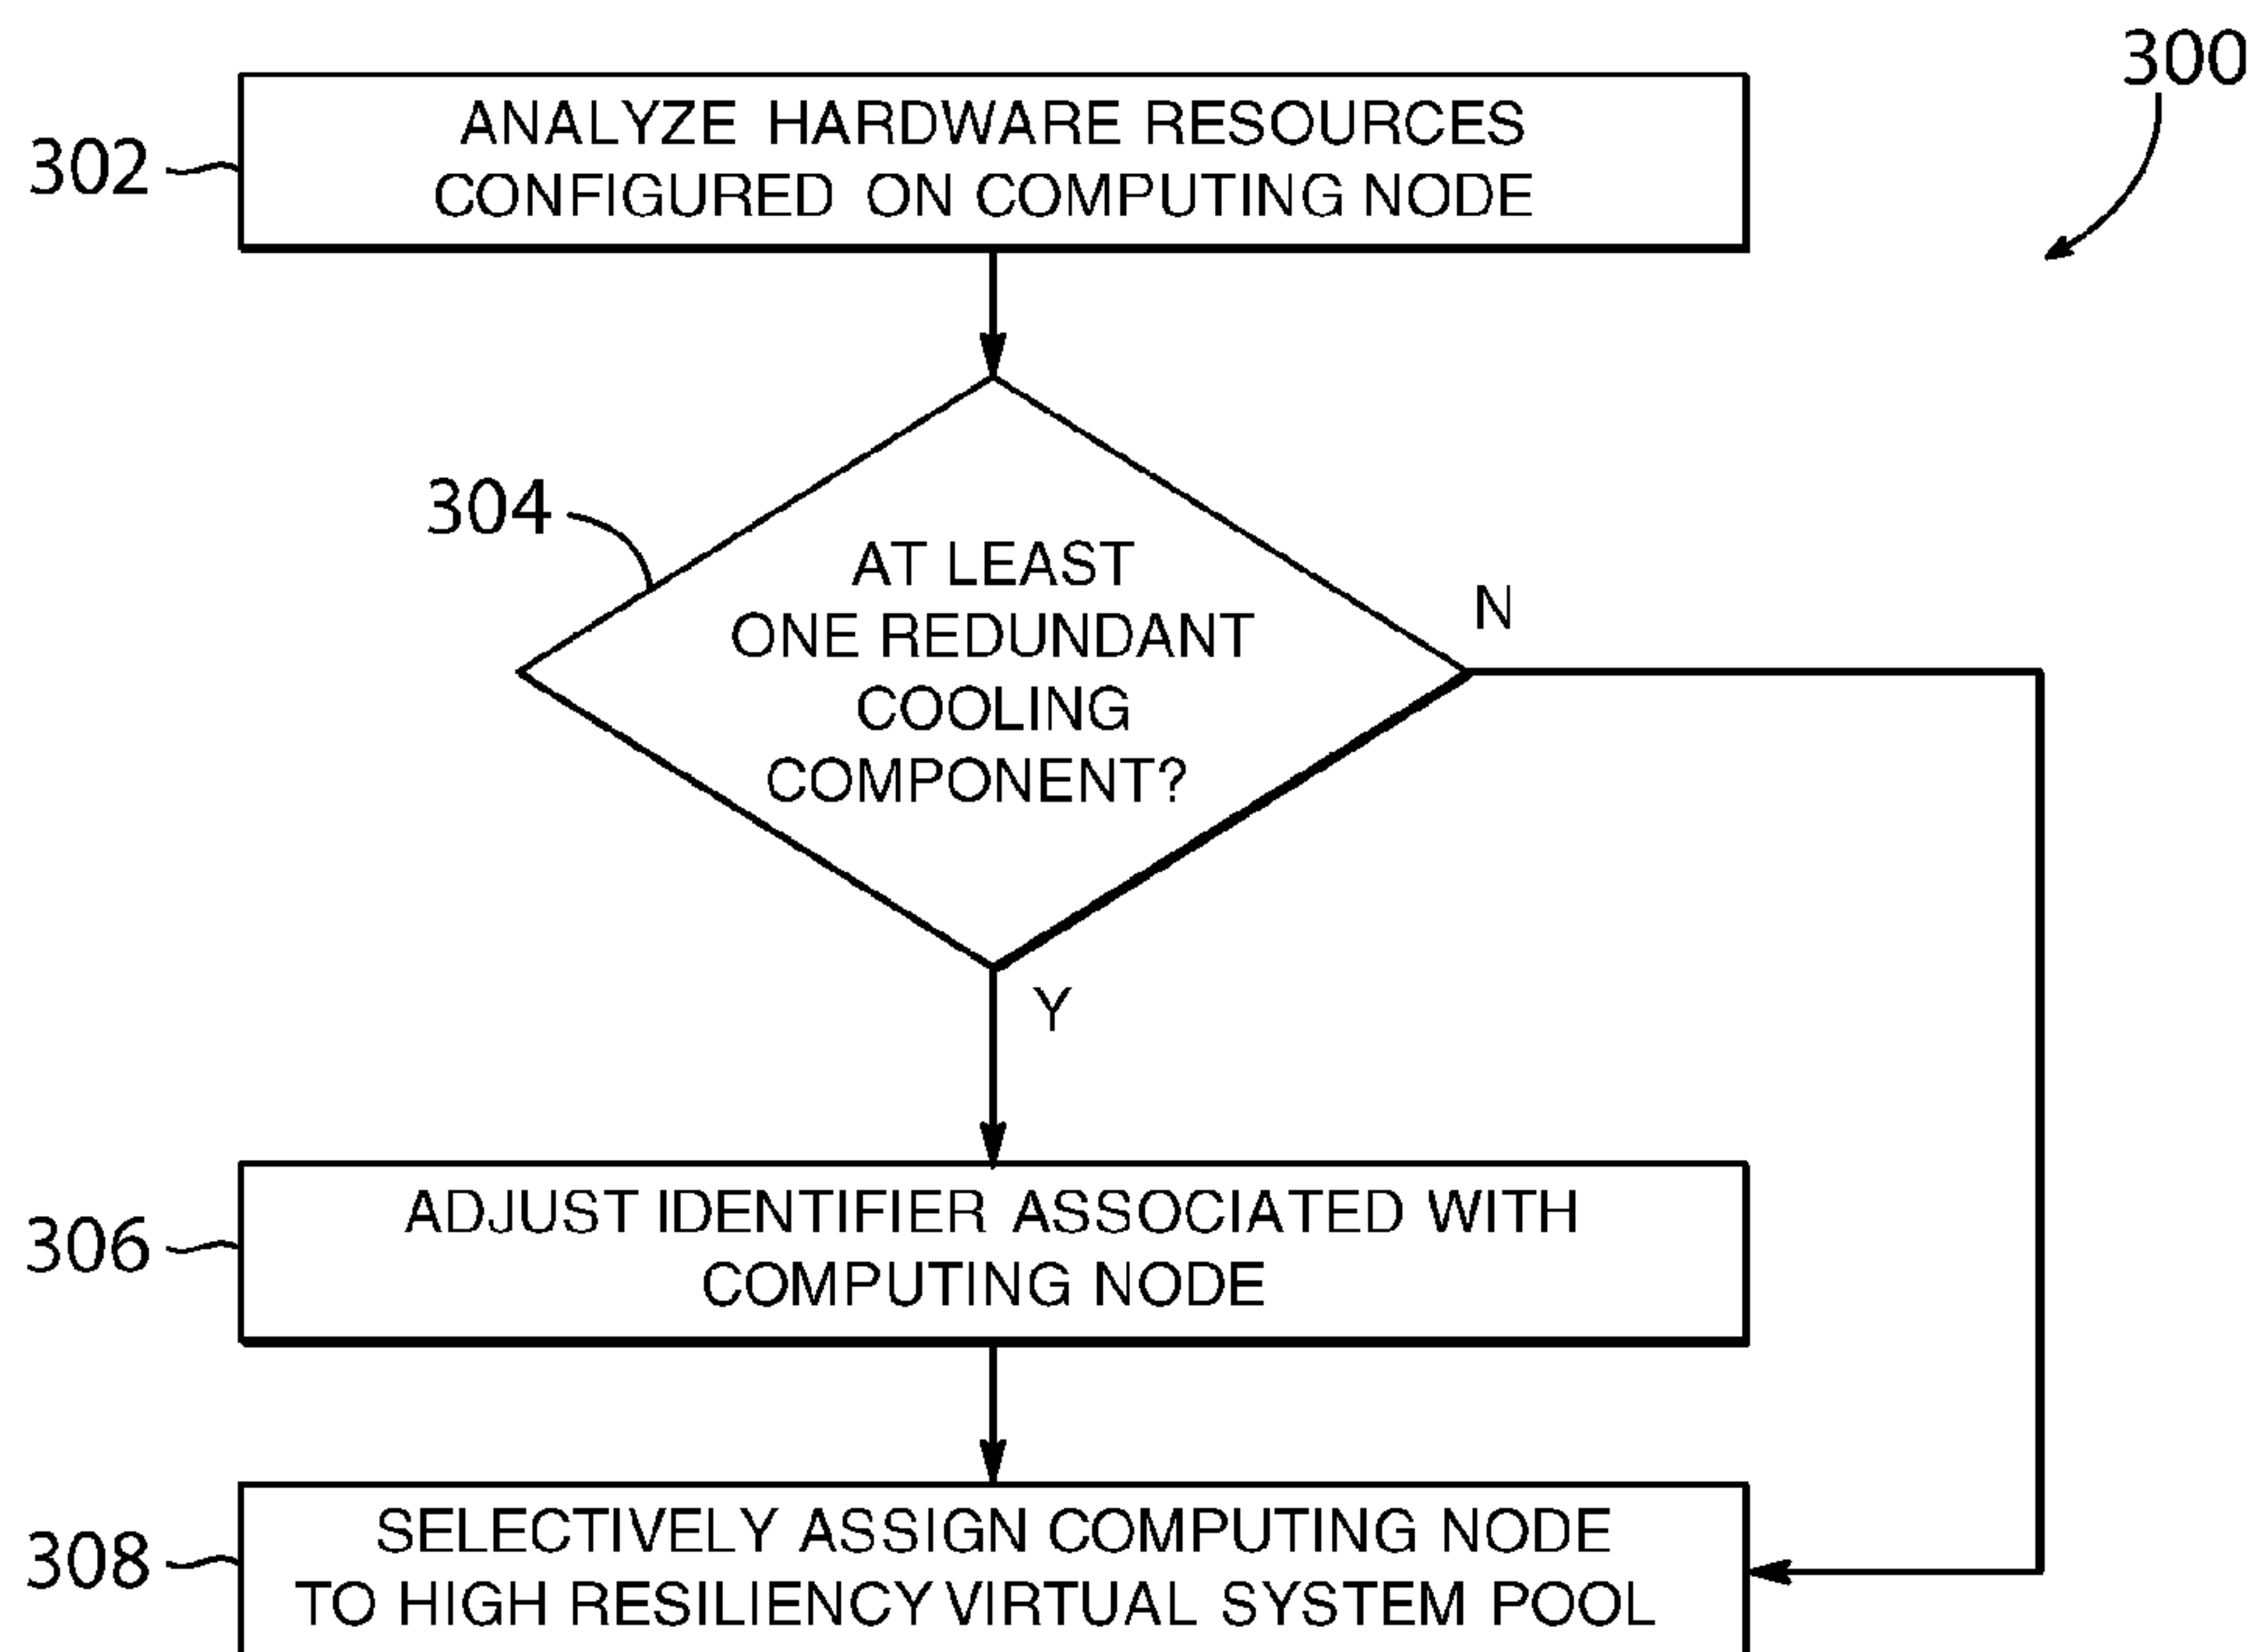 300
302
ANALYZE HARDWARE RESOURCES
CONFIGURED ON COMPUTING NODE
304
AT LEAST
ONE REDUNDANT
COOLING
COMPONENT?
N
Y
306
ADJUST IDENTIFIER ASSOCIATED WITH
COMPUTING NODE
308
SELECTIVELY ASSIGN COMPUTING NODE
TO HIGH RESILIENCY VIRTUAL SYSTEM POOL